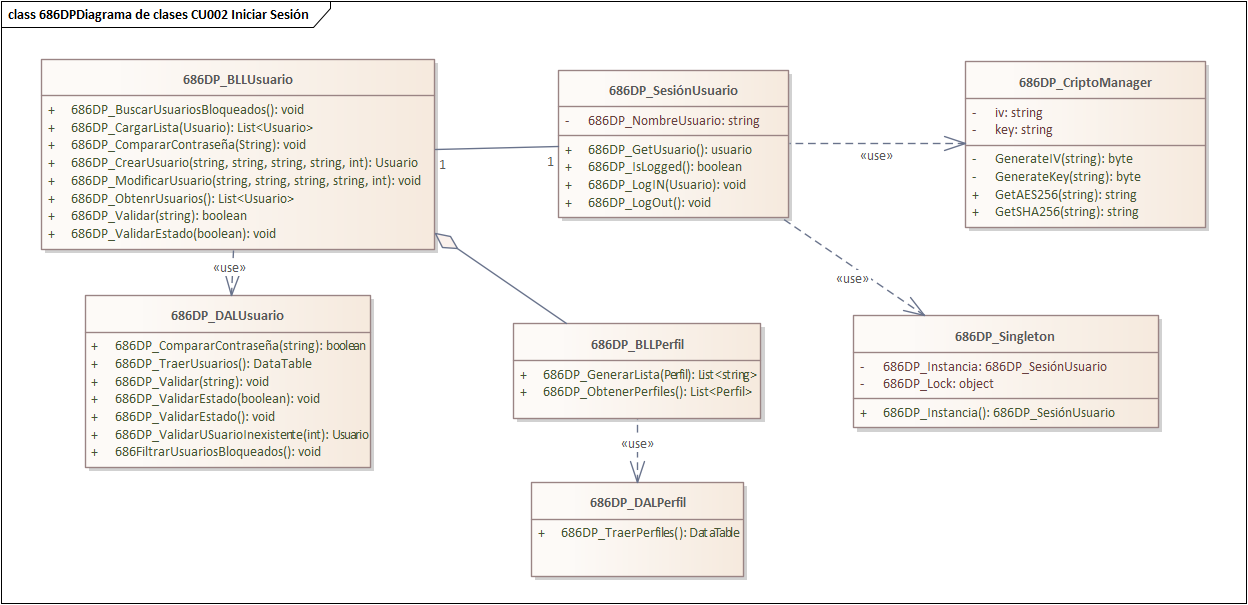 class 686DPDiagrama de clases CU002 Iniciar Sesión
686DP_BLLUsuario
+ 686DP_BuscarUsuariosBloqueados(): void
+ 686DP_CargarLista(Usuario): List<Usuario>
+ 686DP_CompararContraseña(String): void
+ 686DP_CrearUsuario(string, string, string, string, int): Usuario
+ 686DP_ModificarUsuario(string, string, string, string, int): void
+ 686DP_ObtenrUsuarios(): List<Usuario>
+ 686DP_Validar(string): boolean
+ 686DP_ValidarEstado(boolean): void
1
1
686DP_SesiónUsuario
- 686DP_NombreUsuario: string
+ 686DP_GetUsuario(): usuario
+ 686DP_IsLogged(): boolean
+ 686DP_LogIN(Usuario): void
+ 686DP_LogOut(): void
«use»
686DP_CriptoManager
- iv: string
- key: string
- GenerateIV(string): byte
- GenerateKey(string): byte
+ GetAES256(string): string
+ GetSHA256(string): string
«use»
«use»
686DP_DALUsuario
+ 686DP_CompararContraseña(string): boolean
+ 686DP_TraerUsuarios(): DataTable
+ 686DP_Validar(string): void
+ 686DP_ValidarEstado(boolean): void
+ 686DP_ValidarEstado(): void
+ 686DP_ValidarUSuarioInexistente(int): Usuario
+ 686FiltrarUsuariosBloqueados(): void
686DP_BLLPerfil
+ 686DP_GenerarLista(Perfil): List<string>
+ 686DP_ObtenerPerfiles(): List<Perfil>
686DP_Singleton
- 686DP_Instancia: 686DP_SesiónUsuario
- 686DP_Lock: object
+ 686DP_Instancia(): 686DP_SesiónUsuario
«use»
686DP_DALPerfil
+ 686DP_TraerPerfiles(): DataTable